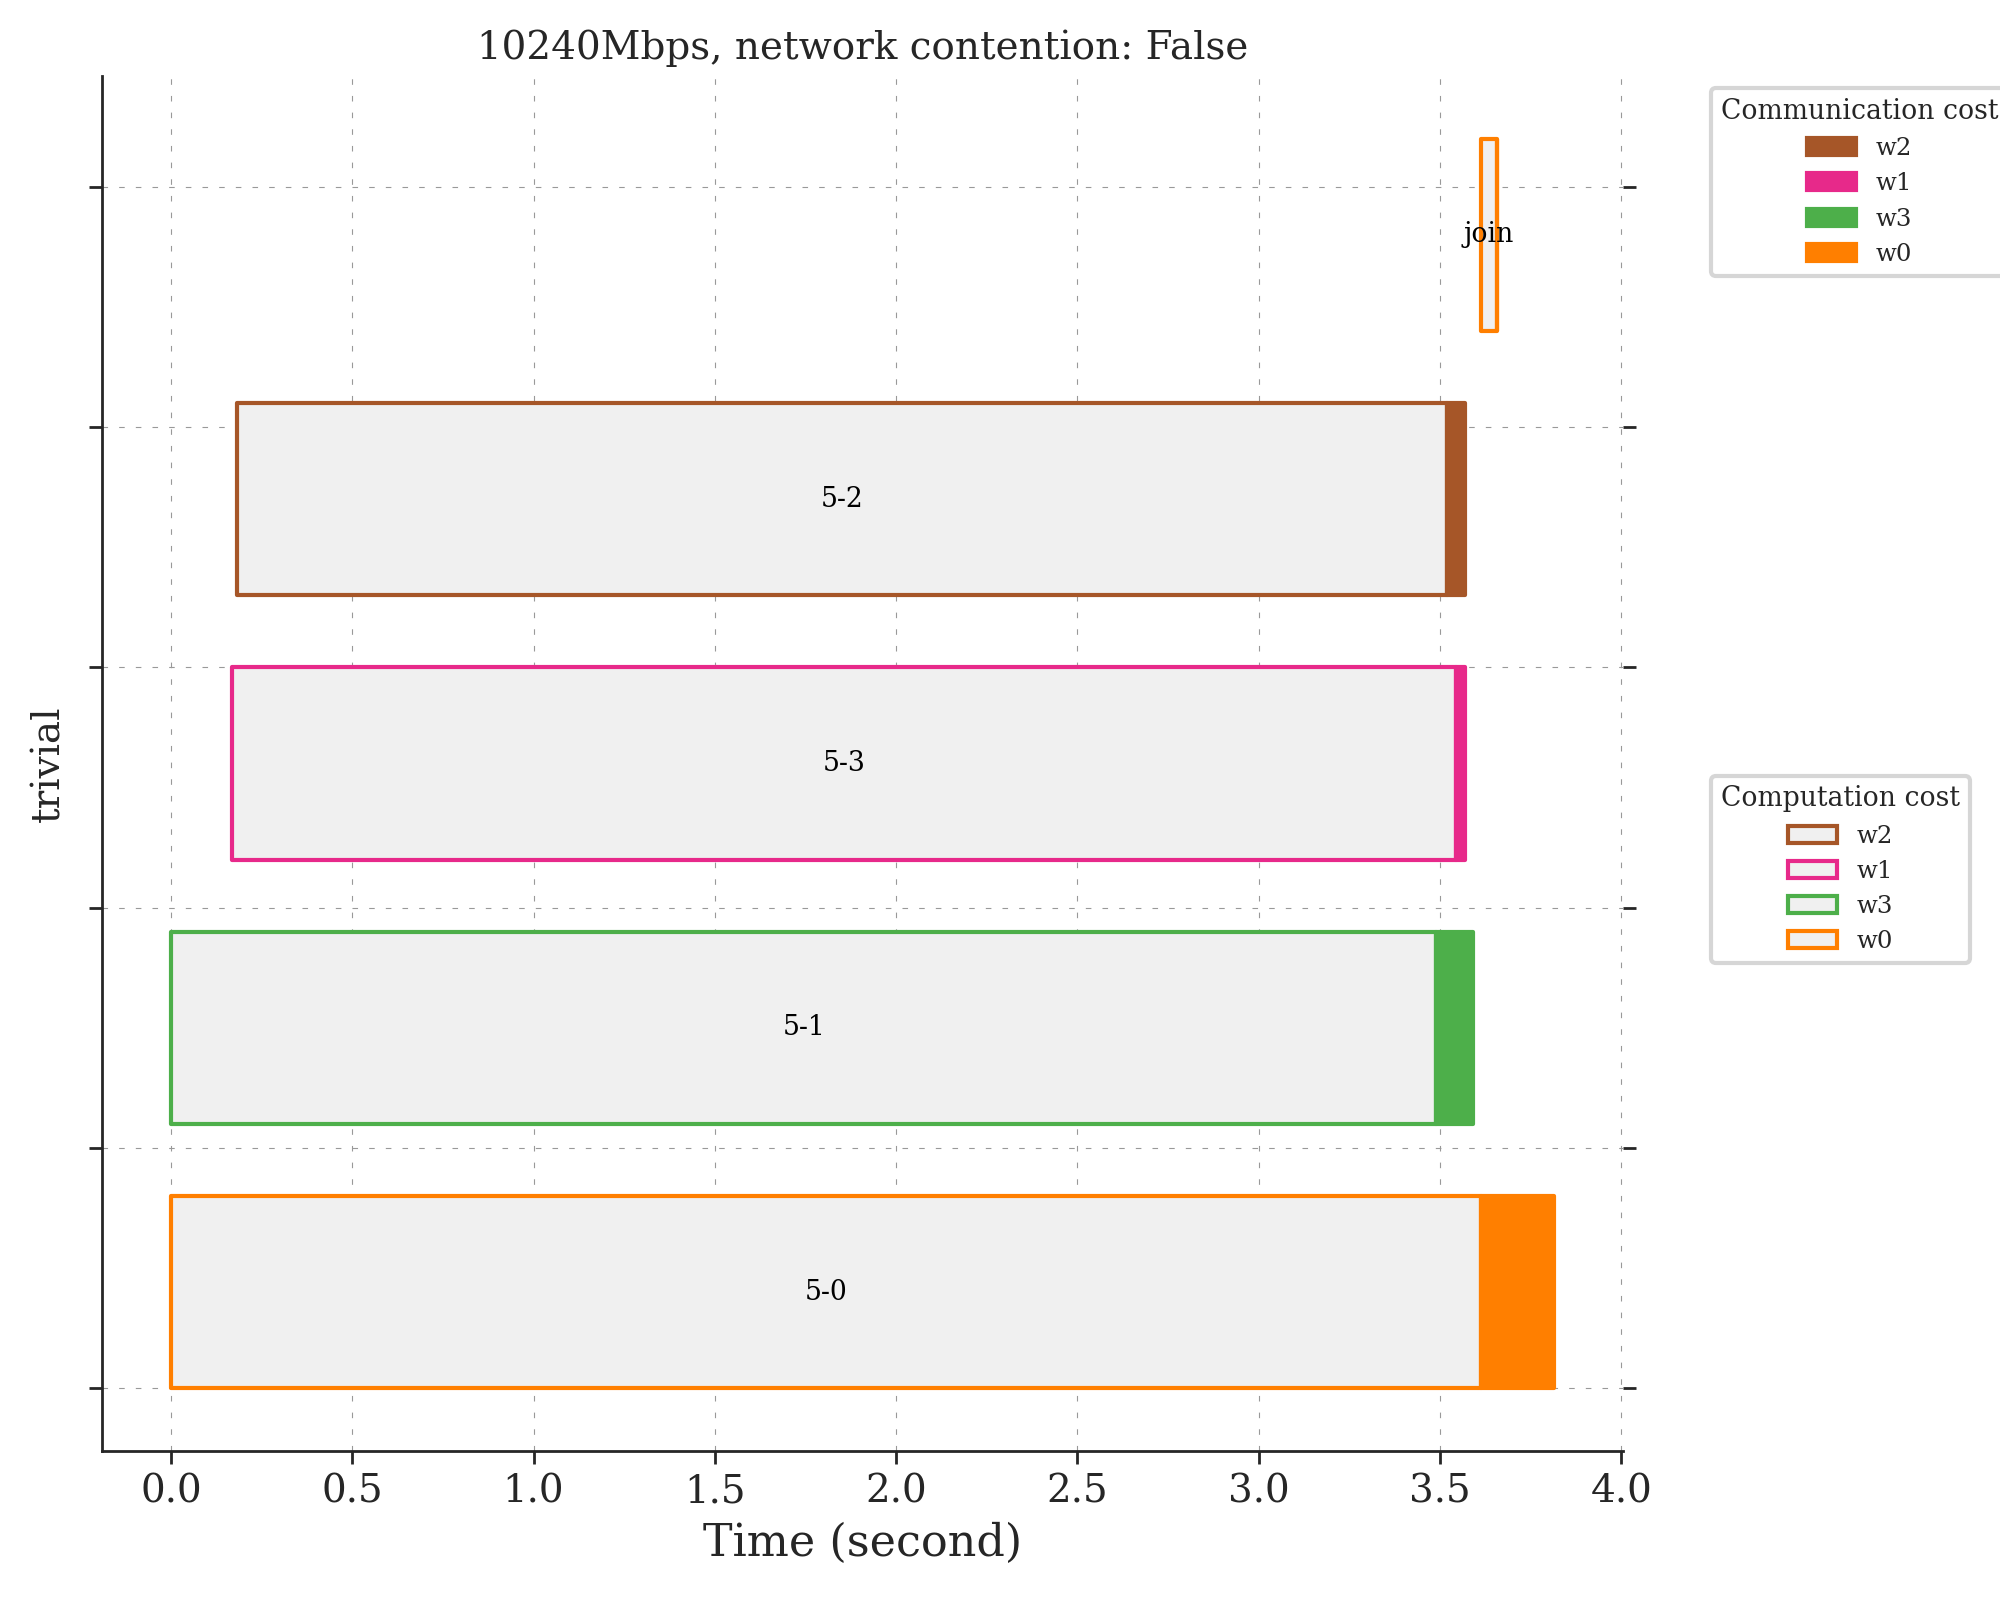 10240Mbps, network contention: False
Communication cost
w2
w1
w3
w0
join
5-2
5-3
5-1
5-0
trivial
Computation cost
w2
w1
w3
w0
0.0 0.5 1.0 1.5 2.0 2.5 3.0 3.5 4.0
Time (second)